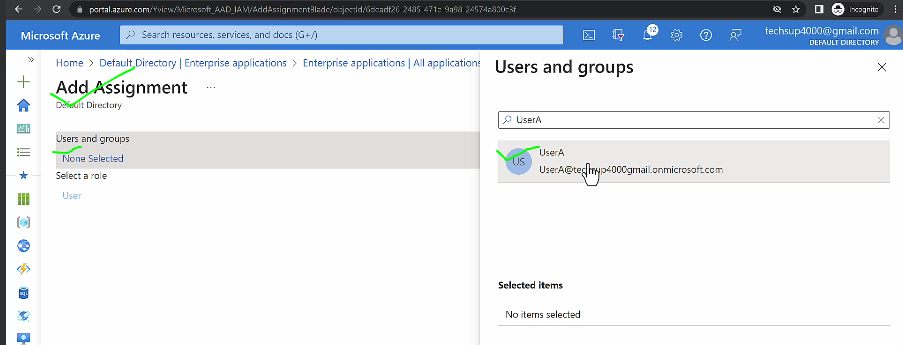 portal.azure.com/#view/Microsoft_AAD_IAM/AddAssignmentBlade/objectId/
Incognito
Microsoft Azure
Search resources, services, and docs (G+/)
12
techsup4000@gmail.com
DEFAULT DIRECTORY
Home > Default Directory | Enterprise applications > Enterprise applications | All applications
Add Assignment ...
Default Directory
Users and groups
None Selected
Select a role
User
Users and groups
UserA
US
UserA
UserA@techsup4000gmail.onmicrosoft.com
Selected items
No items selected